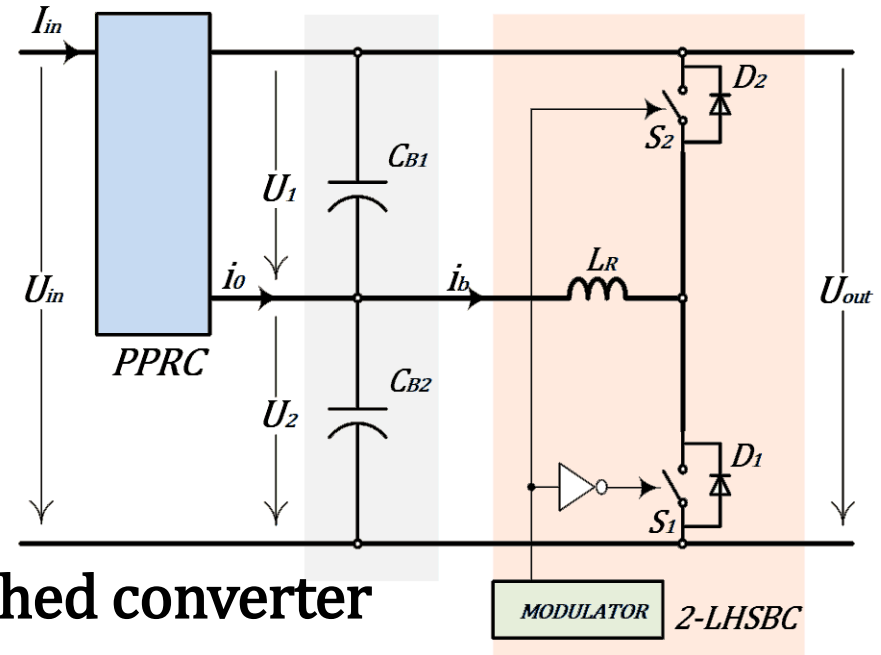 Iin
D2
S2
CB1
U1
LR
i0
ib
Uin
Uout
PPRC
CB2
U2
D1
S1
hed converter
MODULATOR
2-LHSBC